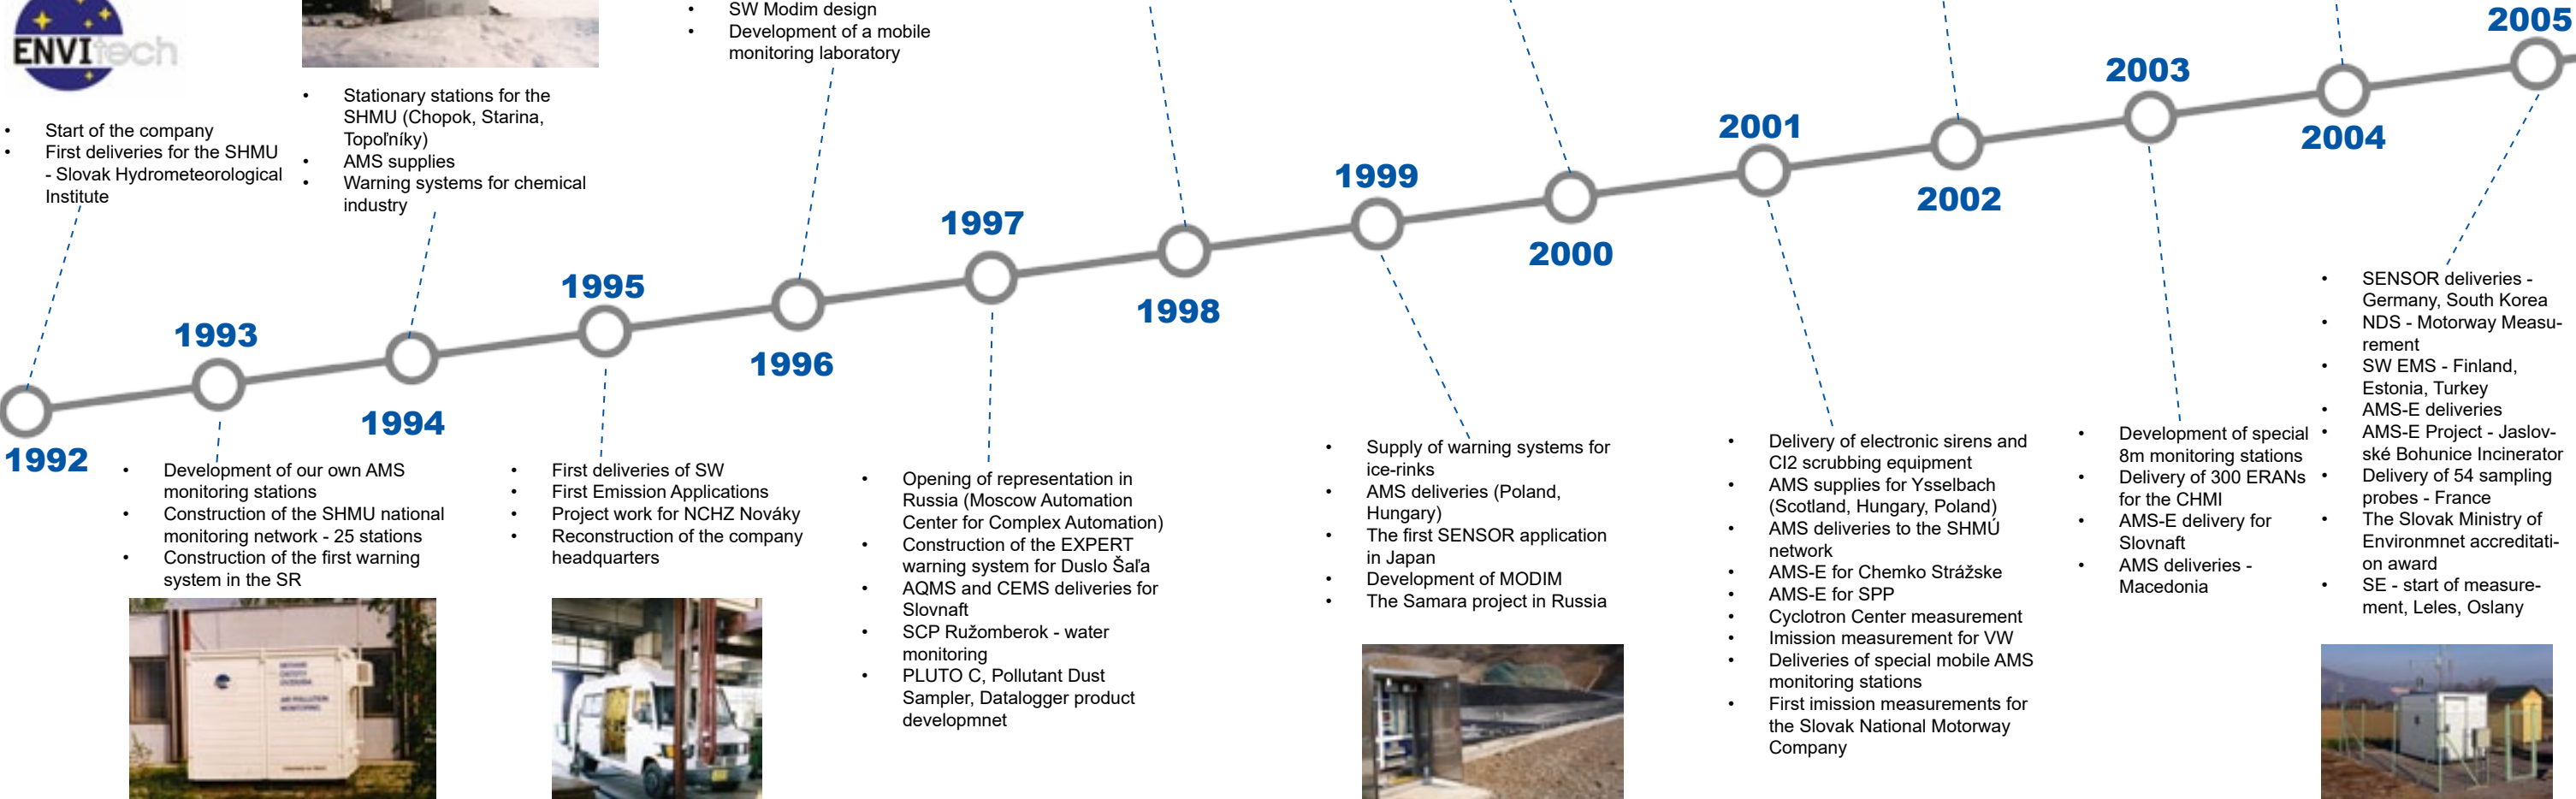 ENVItech
Start of the company
First deliveries for the SHMU
- Slovak Hydrometeorological
Institute
1992
1993
Development of our own AMS
monitoring stations
Construction of the SHMU national
monitoring network - 25 stations
Construction of the first warning
system in the SR
AIR POLLUTION
MONITORING
Stationary stations for the
SHMU (Chopok, Starina,
Topoľníky)
AMS supplies
Warning systems for chemical
industry
1994
1995
First deliveries of SW
First Emission Applications
Project work for NCHZ Nováky
Reconstruction of the company
headquarters
SW Modim design
Development of a mobile
monitoring laboratory
1996
1997
Opening of representation in
Russia (Moscow Automation
Center for Complex Automation)
Construction of the EXPERT
warning system for Duslo Šaľa
AQMS and CEMS deliveries for
Slovnaft
SCP Ružomberok - water
monitoring
PLUTO C, Pollutant Dust
Sampler, Datalogger product
developmnet
1998
1999
Supply of warning systems for
ice-rinks
AMS deliveries (Poland,
Hungary)
The first SENSOR application
in Japan
Development of MODIM
The Samara project in Russia
2000
2001
Delivery of electronic sirens and
Cl2 scrubbing equipment
AMS supplies for Ysselbach
(Scotland, Hungary, Poland)
AMS deliveries to the SHMÚ
network
AMS-E for Chemko Strážske
AMS-E for SPP
Cyclotron Center measurement
Imission measurement for VW
Deliveries of special mobile AMS
monitoring stations
First imission measurements for
the Slovak National Motorway
Company
2002
2003
Development of special
8m monitoring stations
Delivery of 300 ERANs
for the CHMI
AMS-E delivery for
Slovnaft
AMS deliveries -
Macedonia
2004
2005
SENSOR deliveries -
Germany, South Korea
NDS - Motorway Measu-
rement
SW EMS - Finland,
Estonia, Turkey
AMS-E deliveries
AMS-E Project - Jaslov-
ské Bohunice Incinerator
Delivery of 54 sampling
probes - France
The Slovak Ministry of
Environmnet accreditati-
on award
SE - start of measure-
ment, Leles, Oslany